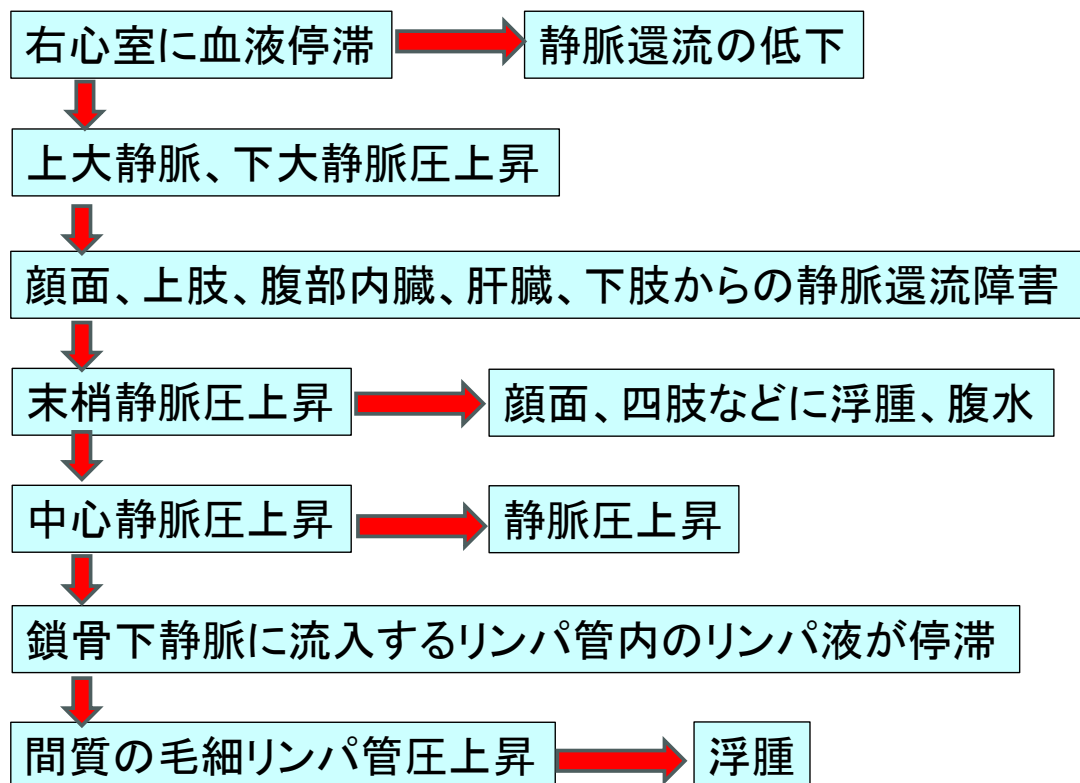 右心室に血液停滞
静脈還流の低下
上大静脈、下大静脈圧上昇
顔面、上肢、腹部内臓、肝臓、下肢からの静脈還流障害
末梢静脈圧上昇
顔面、四肢などに浮腫、腹水
中心静脈圧上昇
静脈圧上昇
鎖骨下静脈に流入するリンパ管内のリンパ液が停滞
間質の毛細リンパ管圧上昇
浮腫